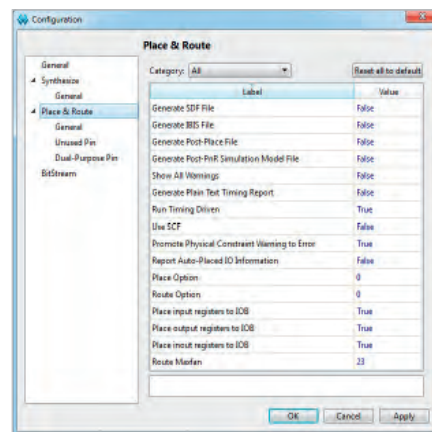 Configuration
Place & Route
General
Synthesize
General
Place & Route
General
Unused Pin
Dual-Purpose Pin
BitStream
Category: All
Reset all to default
Label Value
Generate SDF File False
Generate IBIS File False
Generate Post-Place File False
Generate Post-PnR Simulation Model File False
Show All Warnings False
Generate Plain Text Timing Report False
Run Timing Driven True
Use SCF False
Promote Physical Constraint Warning to Error True
Report Auto-Placed IO Information False
Place Option 0
Route Option 0
Place input registers to IOB True
Place output registers to IOB True
Place inout registers to IOB True
Route Maxfan 23
OK Cancel Apply